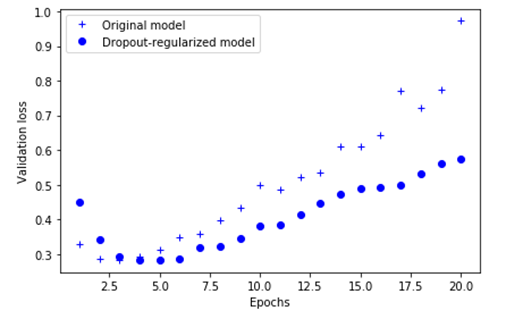 Original model
Dropout-regularized model
1.0
0.9
0.8
0.7
0.6
0.5
0.4
0.3
Validation loss
2.5 5.0 7.5 10.0 12.5 15.0 17.5 20.0
Epochs